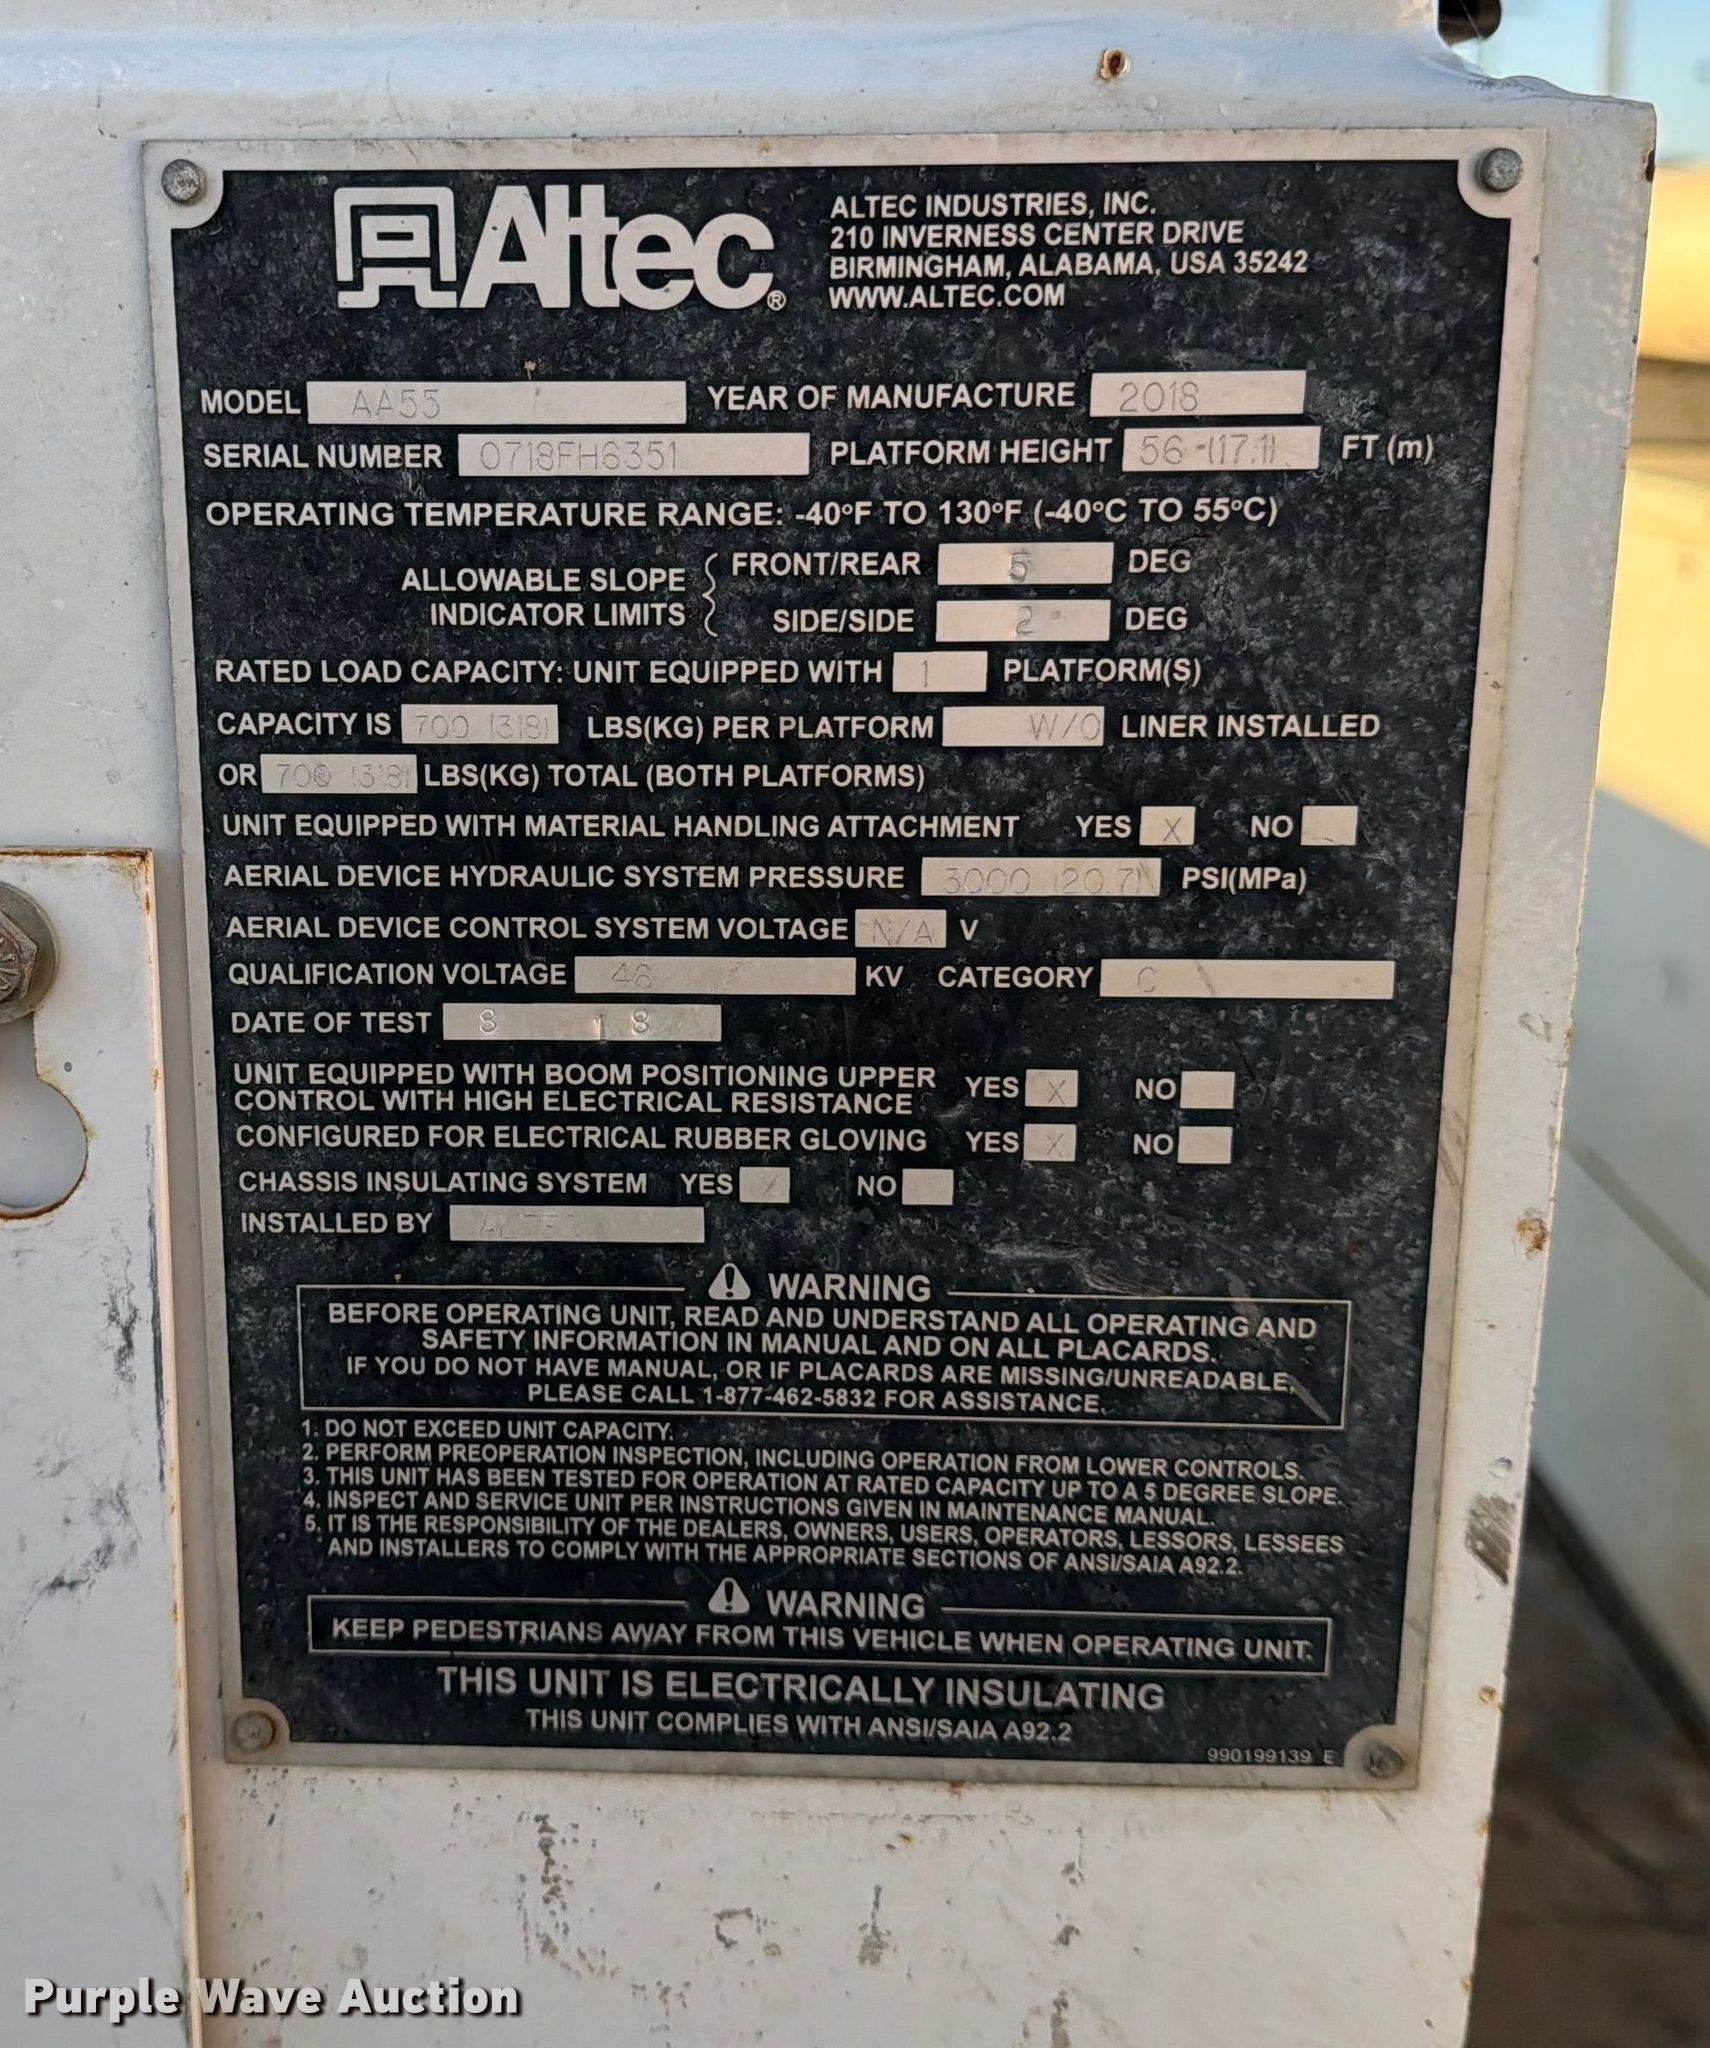 Altec®
ALTEC INDUSTRIES, INC.
210 INVERNESS CENTER DRIVE
BIRMINGHAM, ALABAMA, USA 35242
WWW.ALTEC.COM
MODEL AA55 YEAR OF MANUFACTURE 2018
SERIAL NUMBER 0718FH6351 PLATFORM HEIGHT 56 (17.1) FT (m)
OPERATING TEMPERATURE RANGE: -40°F TO 130°F (-40°C TO 55°C)
ALLOWABLE SLOPE INDICATOR LIMITS
FRONT/REAR 5 DEG
SIDE/SIDE 2 DEG
RATED LOAD CAPACITY: UNIT EQUIPPED WITH 1 PLATFORM(S)
CAPACITY IS 700 (318) LBS(KG) PER PLATFORM W/O LINER INSTALLED
OR 700 (318) LBS(KG) TOTAL (BOTH PLATFORMS)
UNIT EQUIPPED WITH MATERIAL HANDLING ATTACHMENT YES X NO
AERIAL DEVICE HYDRAULIC SYSTEM PRESSURE 3000 (20.7) PSI(MPa)
AERIAL DEVICE CONTROL SYSTEM VOLTAGE N/A V
QUALIFICATION VOLTAGE 46 KV CATEGORY C
DATE OF TEST 8 18
UNIT EQUIPPED WITH BOOM POSITIONING UPPER
CONTROL WITH HIGH ELECTRICAL RESISTANCE YES X NO
CONFIGURED FOR ELECTRICAL RUBBER GLOVING YES X NO
CHASSIS INSULATING SYSTEM YES NO
INSTALLED BY ALTEC
WARNING
BEFORE OPERATING UNIT, READ AND UNDERSTAND ALL OPERATING AND
SAFETY INFORMATION IN MANUAL AND ON ALL PLACARDS.
IF YOU DO NOT HAVE MANUAL, OR IF PLACARDS ARE MISSING/UNREADABLE,
PLEASE CALL 1-877-462-5832 FOR ASSISTANCE.
1. DO NOT EXCEED UNIT CAPACITY.
2. PERFORM PREOPERATION INSPECTION, INCLUDING OPERATION FROM LOWER CONTROLS.
3. THIS UNIT HAS BEEN TESTED FOR OPERATION AT RATED CAPACITY UP TO A 5 DEGREE SLOPE.
4. INSPECT AND SERVICE UNIT PER INSTRUCTIONS GIVEN IN MAINTENANCE MANUAL.
5. IT IS THE RESPONSIBILITY OF THE DEALERS, OWNERS, USERS, OPERATORS, LESSORS, LESSEES
AND INSTALLERS TO COMPLY WITH THE APPROPRIATE SECTIONS OF ANSI/SAIA A92.2.
WARNING
KEEP PEDESTRIANS AWAY FROM THIS VEHICLE WHEN OPERATING UNIT.
THIS UNIT IS ELECTRICALLY INSULATING
THIS UNIT COMPLIES WITH ANSI/SAIA A92.2
990199139 E
Purple Wave Auction